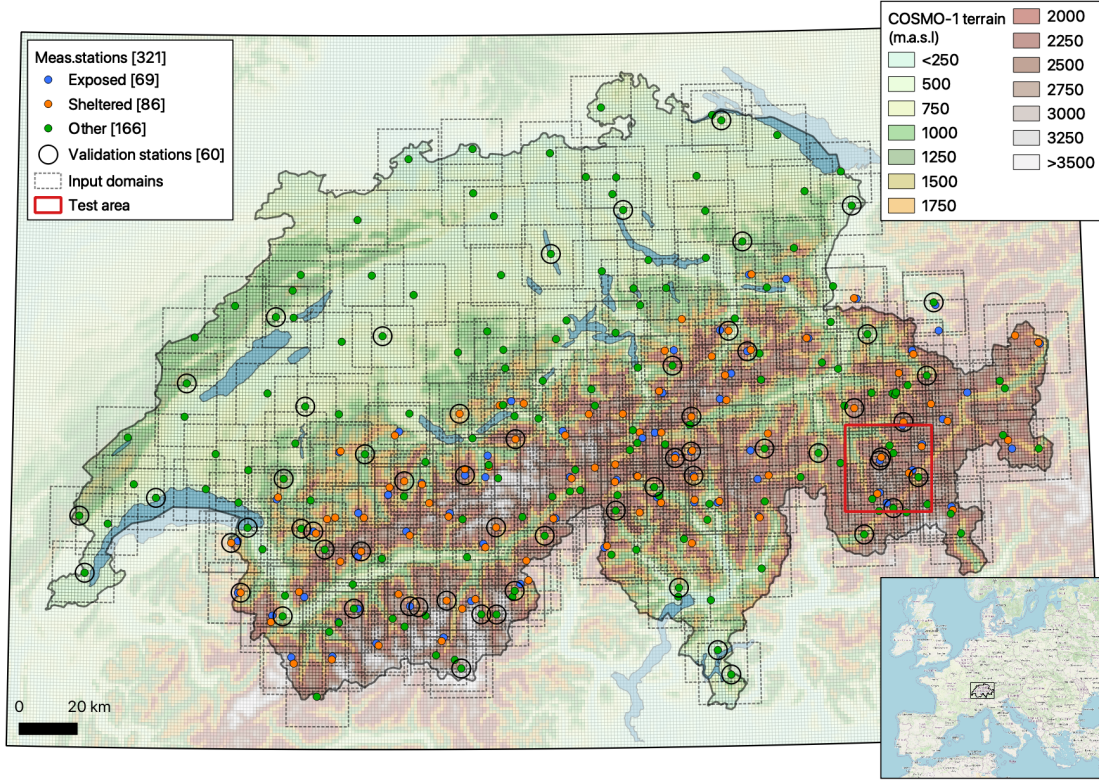 Meas.stations [321]
Exposed [69]
Sheltered [86]
Other [166]
Validation stations [60]
Input domains
Test area
COSMO-1 terrain
(m.a.s.l)
<250
500
750
1000
1250
1500
1750
2000
2250
2500
2750
3000
3250
>3500
0 20 km